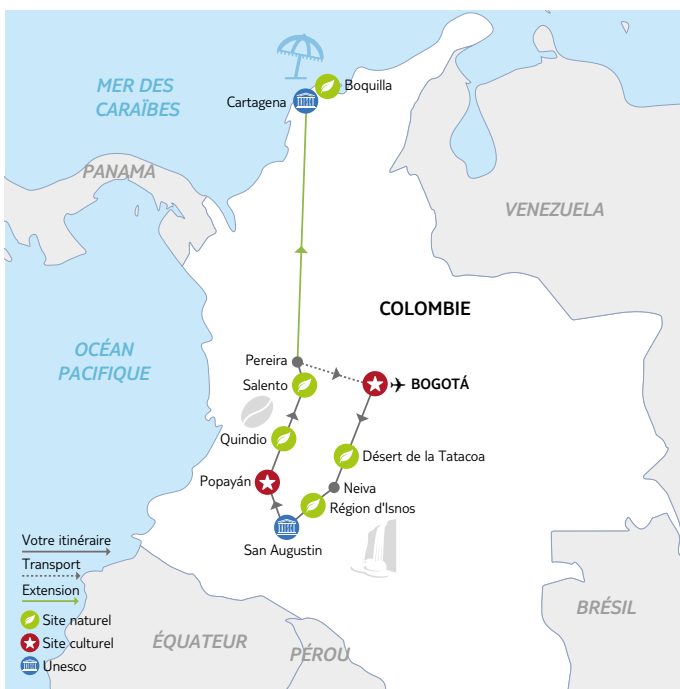 MER DES
CARAÏBES
Boquilla
Cartagena
PANAMA
VENEZUELA
COLOMBIE
OCÉAN
PACIFIQUE
Pereira
Salento
BOGOTÁ
Quindio
Désert de la Tatacoa
Popayán
Neiva
Région d'Isnos
San Augustin
Votre itinéraire
Transport
Extension
Site naturel
Site culturel
Unesco
ÉQUATEUR
PÉROU
BRÉSIL